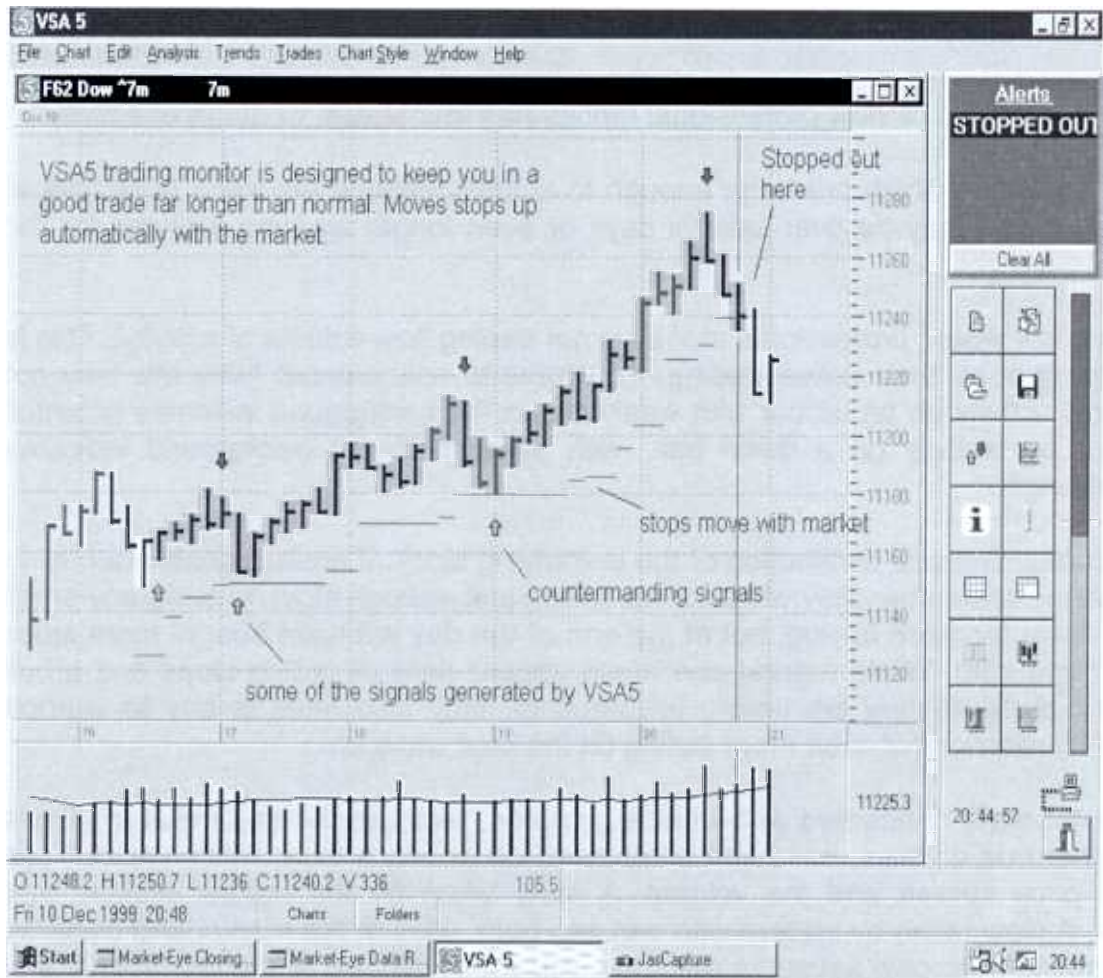 VSA 5
File Chart Edit Analysis Trends Trades Chart Style Window Help
F62 Dow ^7m 7m
Alerts
STOPPED OUT
VSA5 trading monitor is designed to keep you in a
good trade far longer than normal. Moves stops up
automatically with the market.
Stopped out
here
11280
11260
Clear All
11240
11220
11200
11180
stops move with market
11160
countermanding signals
11140
11120
some of the signals generated by VSA5
16 17 18 19 20 21
11225.3
20:44:57
O11248.2 H11250.7 L11236 C11240.2 V 336 105.5
Fri 10 Dec 1999 20:48 Charts Folders
Start Market-Eye Closing... Market-Eye Data R... VSA 5 JasCapture 20:44